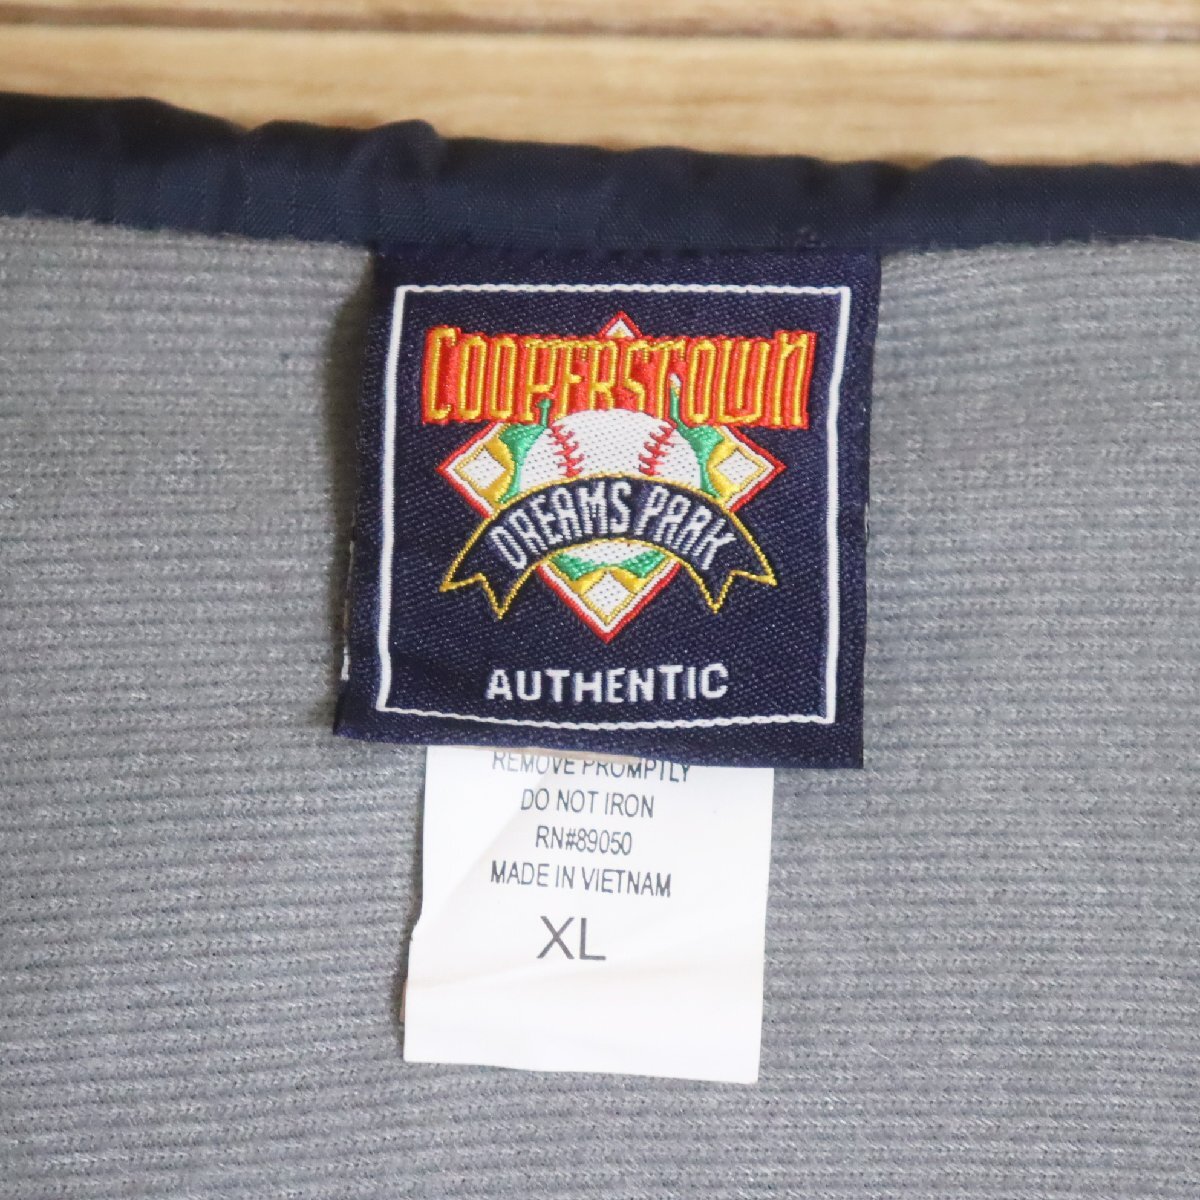 COOPERSTOWN
DREAMS PARK
AUTHENTIC
REMOVE PROMPTLY
DO NOT IRON
RN#89050
MADE IN VIETNAM
XL